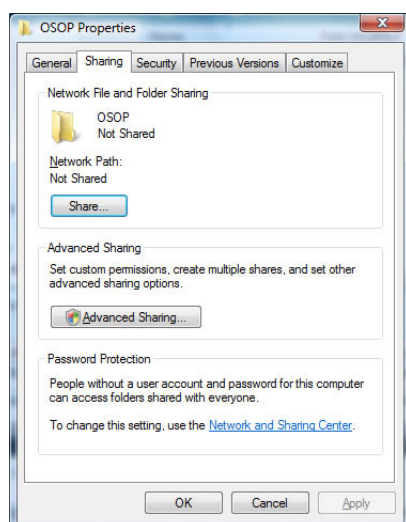 OSOP Properties
General Sharing Security Previous Versions Customize
Network File and Folder Sharing
OSOP
Not Shared
Network Path:
Not Shared
Share...
Advanced Sharing
Set custom permissions, create multiple shares, and set other
advanced sharing options.
Advanced Sharing...
Password Protection
People without a user account and password for this computer
can access folders shared with everyone.
To change this setting, use the Network and Sharing Center.
OK Cancel Apply